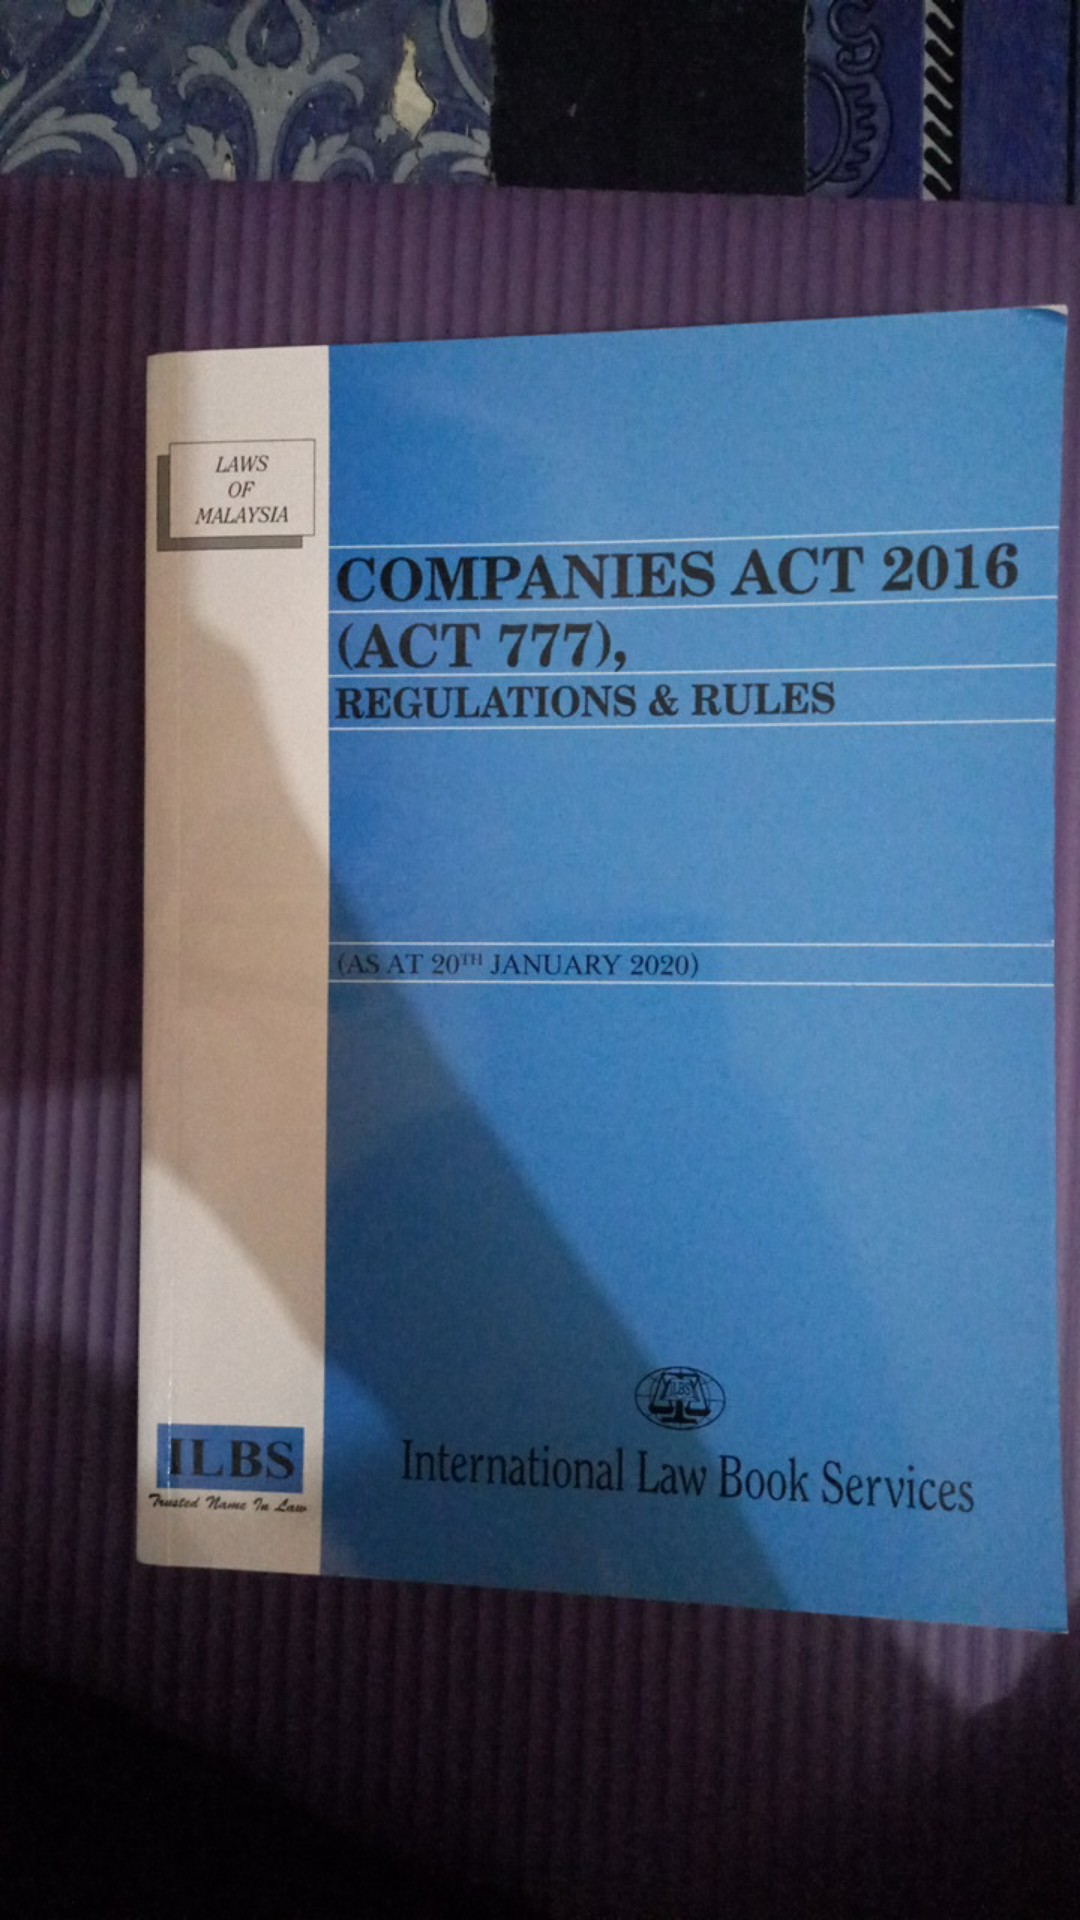 LAWS
OF
MALAYSIA
COMPANIES ACT 2016
(ACT 777),
REGULATIONS & RULES
(AS AT 20TH JANUARY 2020)
ILBS
International Law Book Services
ILBS
Trusted Name In Law